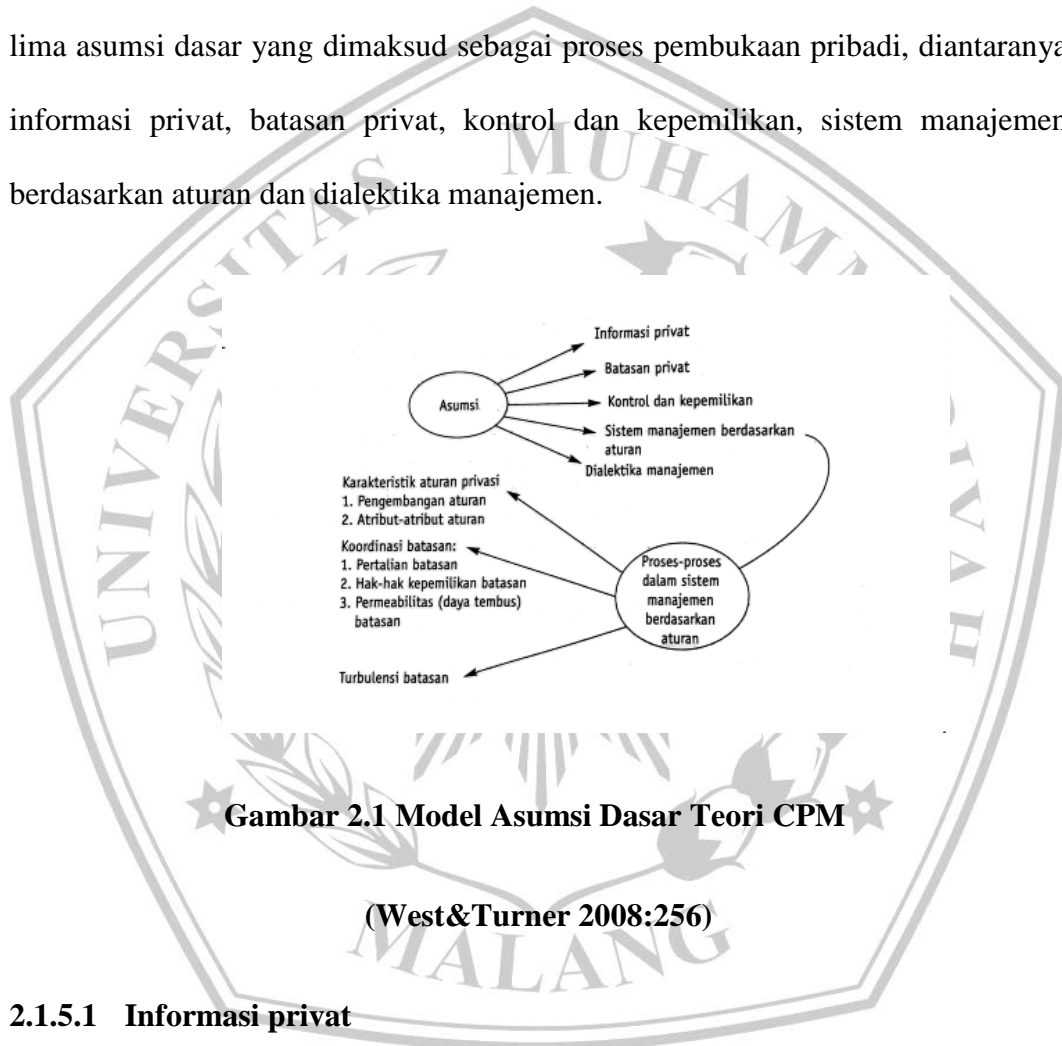 lima asumsi dasar yang dimaksud sebagai proses pembukaan pribadi, diantaranya
informasi privat, batasan privat, kontrol dan kepemilikan, sistem manajemen
berdasarkan aturan dan dialektika manajemen.
Asumsi
Informasi privat
Batasan privat
Kontrol dan kepemilikan
Sistem manajemen berdasarkan
aturan
Dialektika manajemen
Karakteristik aturan privasi
1. Pengembangan aturan
2. Atribut-atribut aturan
Koordinasi batasan:
1. Pertalian batasan
2. Hak-hak kepemilikan batasan
3. Permeabilitas (daya tembus)
batasan
Turbulensi batasan
Proses-proses
dalam sistem
manajemen
berdasarkan
aturan
Gambar 2.1 Model Asumsi Dasar Teori CPM
(West&Turner 2008:256)
2.1.5.1 Informasi privat
UNIVERSITAS MUHAMM
YAH
MALANG